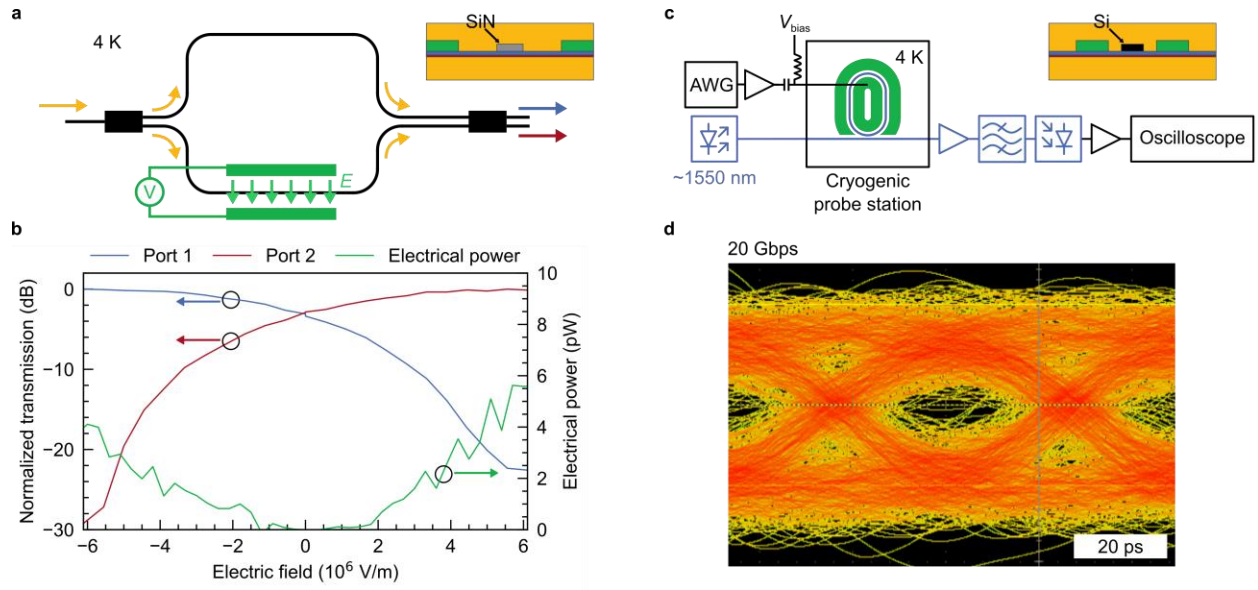 a
4 K
SiN
V
E
b
Port 1
Port 2
Electrical power
Normalized transmission (dB)
0
−10
−20
−30
10
8
6
4
2
0
Electrical power (pW)
−6
−4
−2
0
2
4
6
Electric field (10⁶ V/m)
c
V_bias
Si
4 K
AWG
~1550 nm
Cryogenic
probe station
Oscilloscope
d
20 Gbps
20 ps